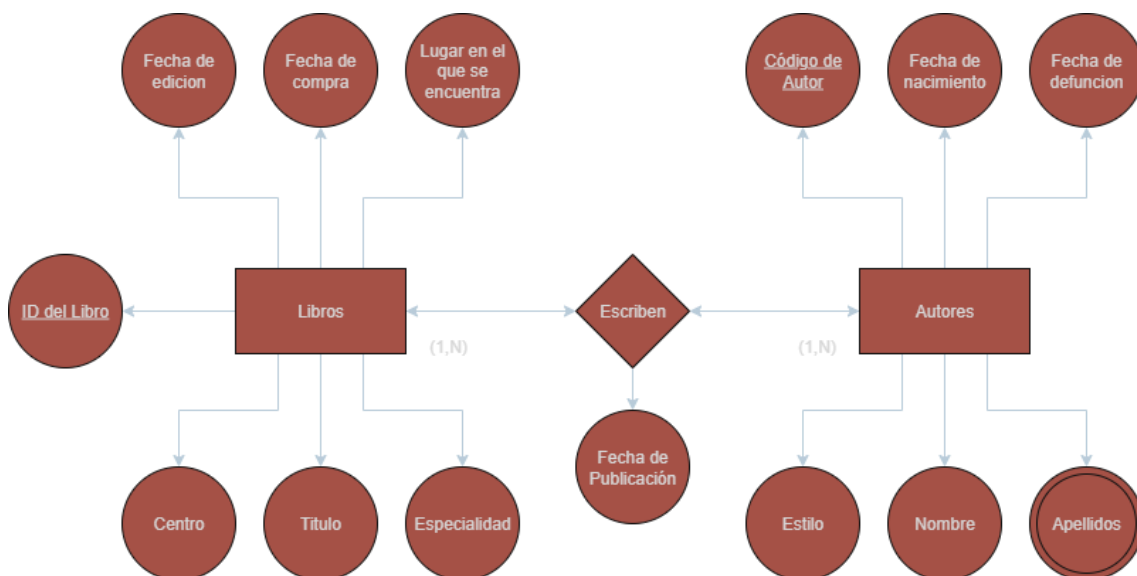 Fecha de
edicion
Fecha de
compra
Lugar en el
que se
encuentra
Código de
Autor
Fecha de
nacimiento
Fecha de
defuncion
ID del Libro
Libros
Escriben
Autores
(1,N)
(1,N)
Fecha de
Publicación
Centro
Titulo
Especialidad
Estilo
Nombre
Apellidos